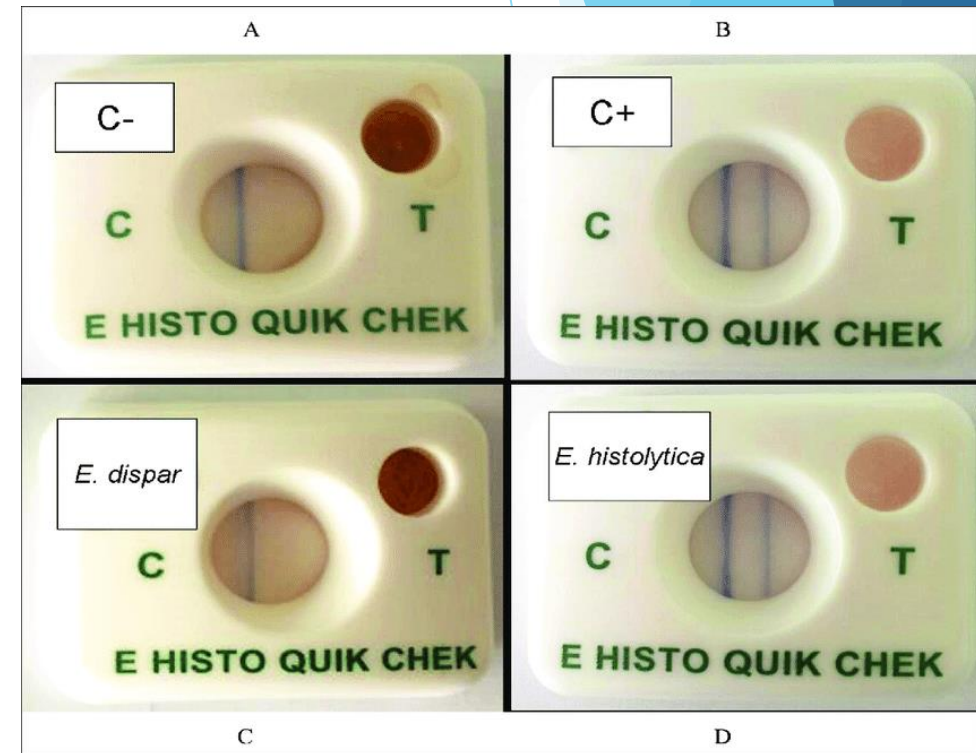 A
B
C-
C T
E HISTO QUIK CHEK
C+
C T
E HISTO QUIK CHEK
E. dispar
C T
E HISTO QUIK CHEK
E. histolytica
C T
E HISTO QUIK CHEK
C
D